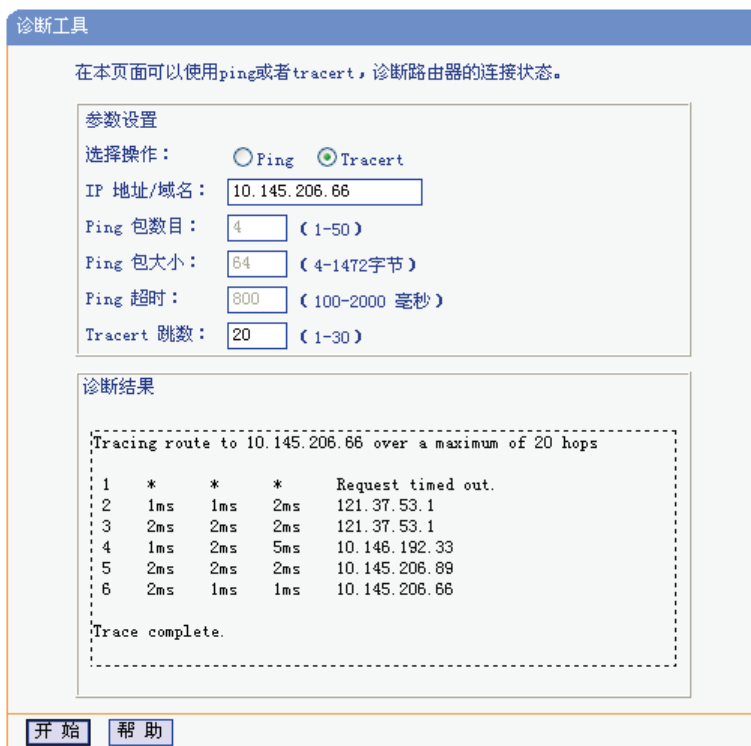 诊断工具
在本页面可以使用ping或者tracert，诊断路由器的连接状态。
参数设置
选择操作： Ping Tracert
IP 地址/域名： 10.145.206.66
Ping 包数目： 4 （1-50）
Ping 包大小： 64 （4-1472字节）
Ping 超时： 800 （100-2000 毫秒）
Tracert 跳数： 20 （1-30）
诊断结果
Tracing route to 10.145.206.66 over a maximum of 20 hops
1 * * * Request timed out.
2 1ms 1ms 2ms 121.37.53.1
3 2ms 2ms 2ms 121.37.53.1
4 1ms 2ms 5ms 10.146.192.33
5 2ms 2ms 2ms 10.145.206.89
6 2ms 1ms 1ms 10.145.206.66
Trace complete.
开 始 帮 助